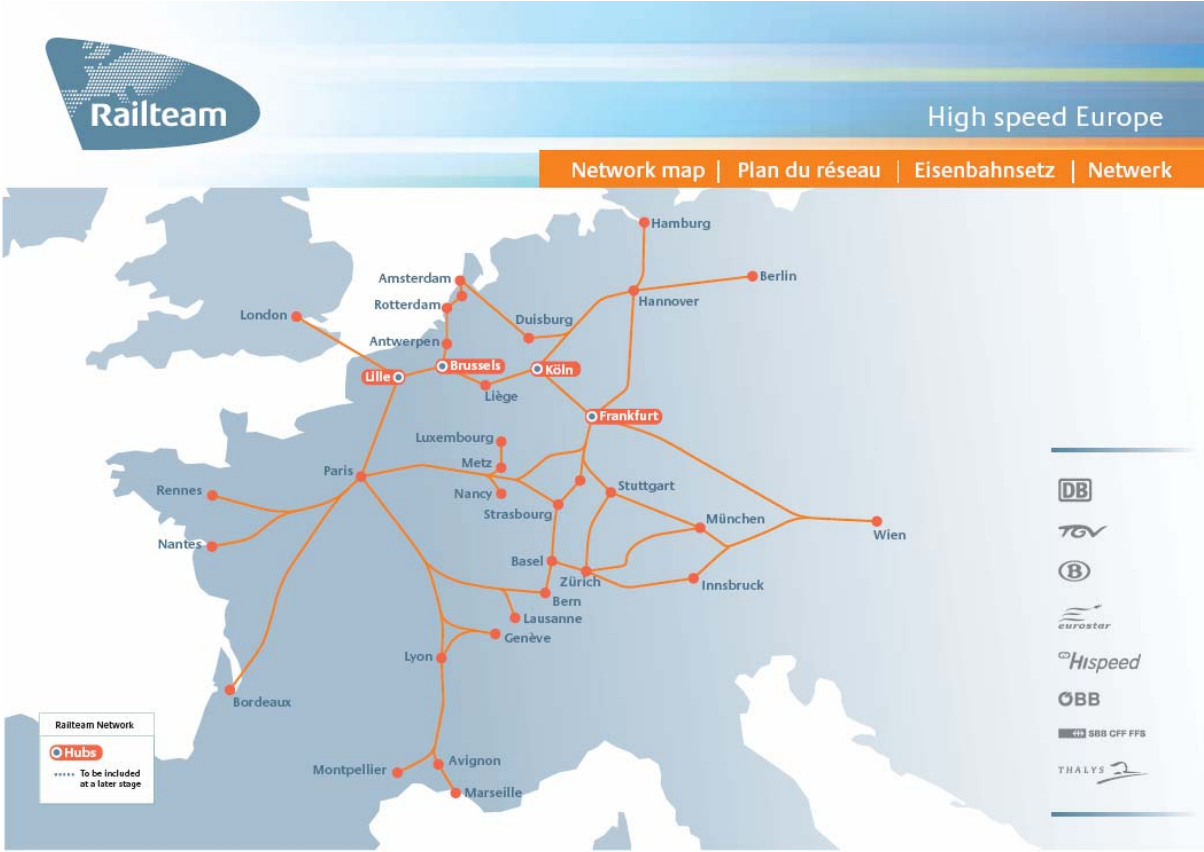 Railteam
High speed Europe
Network map | Plan du réseau | Eisenbahnsetz | Netwerk
Hamburg
Amsterdam
Berlin
Rotterdam
Hannover
London
Duisburg
Antwerpen
Brussels
Köln
Lille
Liège
Frankfurt
Luxembourg
Metz
Paris
Stuttgart
Rennes
Nancy
Strasbourg
München
Nantes
Wien
Basel
Zürich
Innsbruck
Bern
Lausanne
Genève
Lyon
Bordeaux
Avignon
Montpellier
Marseille
Railteam Network
Hubs
To be included
at a later stage
DB
TGV
B
eurostar
Hispeed
ÖBB
SBB CFF FFS
THALYS